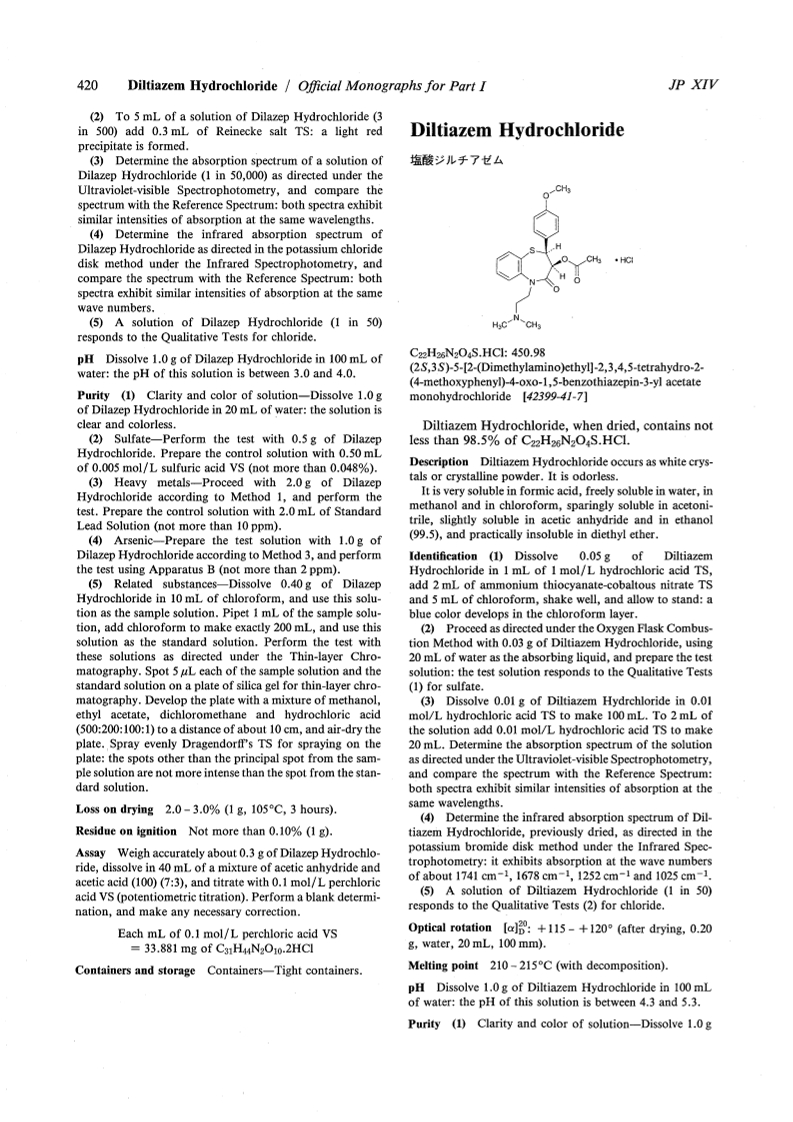 420 Diltiazem Hydrochloride / Official Monographs for Part I JP XIV
(2) To 5 mL of a solution of Dilazep Hydrochloride (3
in 500) add 0.3 mL of Reinecke salt TS: a light red
precipitate is formed.
(3) Determine the absorption spectrum of a solution of
Dilazep Hydrochloride (1 in 50,000) as directed under the
Ultraviolet-visible Spectrophotometry, and compare the
spectrum with the Reference Spectrum: both spectra exhibit
similar intensities of absorption at the same wavelengths.
(4) Determine the infrared absorption spectrum of
Dilazep Hydrochloride as directed in the potassium chloride
disk method under the Infrared Spectrophotometry, and
compare the spectrum with the Reference Spectrum: both
spectra exhibit similar intensities of absorption at the same
wave numbers.
(5) A solution of Dilazep Hydrochloride (1 in 50)
responds to the Qualitative Tests for chloride.
pH Dissolve 1.0 g of Dilazep Hydrochloride in 100 mL of
water: the pH of this solution is between 3.0 and 4.0.
Purity (1) Clarity and color of solution—Dissolve 1.0 g
of Dilazep Hydrochloride in 20 mL of water: the solution is
clear and colorless.
(2) Sulfate—Perform the test with 0.5 g of Dilazep
Hydrochloride. Prepare the control solution with 0.50 mL
of 0.005 mol/L sulfuric acid VS (not more than 0.048%).
(3) Heavy metals—Proceed with 2.0 g of Dilazep
Hydrochloride according to Method 1, and perform the
test. Prepare the control solution with 2.0 mL of Standard
Lead Solution (not more than 10 ppm).
(4) Arsenic—Prepare the test solution with 1.0 g of
Dilazep Hydrochloride according to Method 3, and perform
the test using Apparatus B (not more than 2 ppm).
(5) Related substances—Dissolve 0.40 g of Dilazep
Hydrochloride in 10 mL of chloroform, and use this solu-
tion as the sample solution. Pipet 1 mL of the sample solu-
tion, add chloroform to make exactly 200 mL, and use this
solution as the standard solution. Perform the test with
these solutions as directed under the Thin-layer Chro-
matography. Spot 5 μL each of the sample solution and the
standard solution on a plate of silica gel for thin-layer chro-
matography. Develop the plate with a mixture of methanol,
ethyl acetate, dichloromethane and hydrochloric acid
(500:200:100:1) to a distance of about 10 cm, and air-dry the
plate. Spray evenly Dragendorff's TS for spraying on the
plate: the spots other than the principal spot from the sam-
ple solution are not more intense than the spot from the stan-
dard solution.
Loss on drying 2.0 – 3.0% (1 g, 105°C, 3 hours).
Residue on ignition Not more than 0.10% (1 g).
Assay Weigh accurately about 0.3 g of Dilazep Hydrochlo-
ride, dissolve in 40 mL of a mixture of acetic anhydride and
acetic acid (100) (7:3), and titrate with 0.1 mol/L perchloric
acid VS (potentiometric titration). Perform a blank determi-
nation, and make any necessary correction.
Each mL of 0.1 mol/L perchloric acid VS
= 33.881 mg of C31H44N2O10.2HCl
Containers and storage Containers—Tight containers.
Diltiazem Hydrochloride
塩酸ジルチアゼム
O CH3
S H
O CH3 • HCl
H O
N O
N
H3C CH3
C22H26N2O4S.HCl: 450.98
(2S,3S)-5-[2-(Dimethylamino)ethyl]-2,3,4,5-tetrahydro-2-
(4-methoxyphenyl)-4-oxo-1,5-benzothiazepin-3-yl acetate
monohydrochloride [42399-41-7]
Diltiazem Hydrochloride, when dried, contains not
less than 98.5% of C22H26N2O4S.HCl.
Description Diltiazem Hydrochloride occurs as white crys-
tals or crystalline powder. It is odorless.
It is very soluble in formic acid, freely soluble in water, in
methanol and in chloroform, sparingly soluble in acetoni-
trile, slightly soluble in acetic anhydride and in ethanol
(99.5), and practically insoluble in diethyl ether.
Identification (1) Dissolve 0.05 g of Diltiazem
Hydrochloride in 1 mL of 1 mol/L hydrochloric acid TS,
add 2 mL of ammonium thiocyanate-cobaltous nitrate TS
and 5 mL of chloroform, shake well, and allow to stand: a
blue color develops in the chloroform layer.
(2) Proceed as directed under the Oxygen Flask Combus-
tion Method with 0.03 g of Diltiazem Hydrochloride, using
20 mL of water as the absorbing liquid, and prepare the test
solution: the test solution responds to the Qualitative Tests
(1) for sulfate.
(3) Dissolve 0.01 g of Diltiazem Hydrchloride in 0.01
mol/L hydrochloric acid TS to make 100 mL. To 2 mL of
the solution add 0.01 mol/L hydrochloric acid TS to make
20 mL. Determine the absorption spectrum of the solution
as directed under the Ultraviolet-visible Spectrophotometry,
and compare the spectrum with the Reference Spectrum:
both spectra exhibit similar intensities of absorption at the
same wavelengths.
(4) Determine the infrared absorption spectrum of Dil-
tiazem Hydrochloride, previously dried, as directed in the
potassium bromide disk method under the Infrared Spec-
trophotometry: it exhibits absorption at the wave numbers
of about 1741 cm⁻¹, 1678 cm⁻¹, 1252 cm⁻¹ and 1025 cm⁻¹.
(5) A solution of Diltiazem Hydrochloride (1 in 50)
responds to the Qualitative Tests (2) for chloride.
Optical rotation [α]20D: +115 – +120° (after drying, 0.20
g, water, 20 mL, 100 mm).
Melting point 210 – 215°C (with decomposition).
pH Dissolve 1.0 g of Diltiazem Hydrochloride in 100 mL
of water: the pH of this solution is between 4.3 and 5.3.
Purity (1) Clarity and color of solution—Dissolve 1.0 g